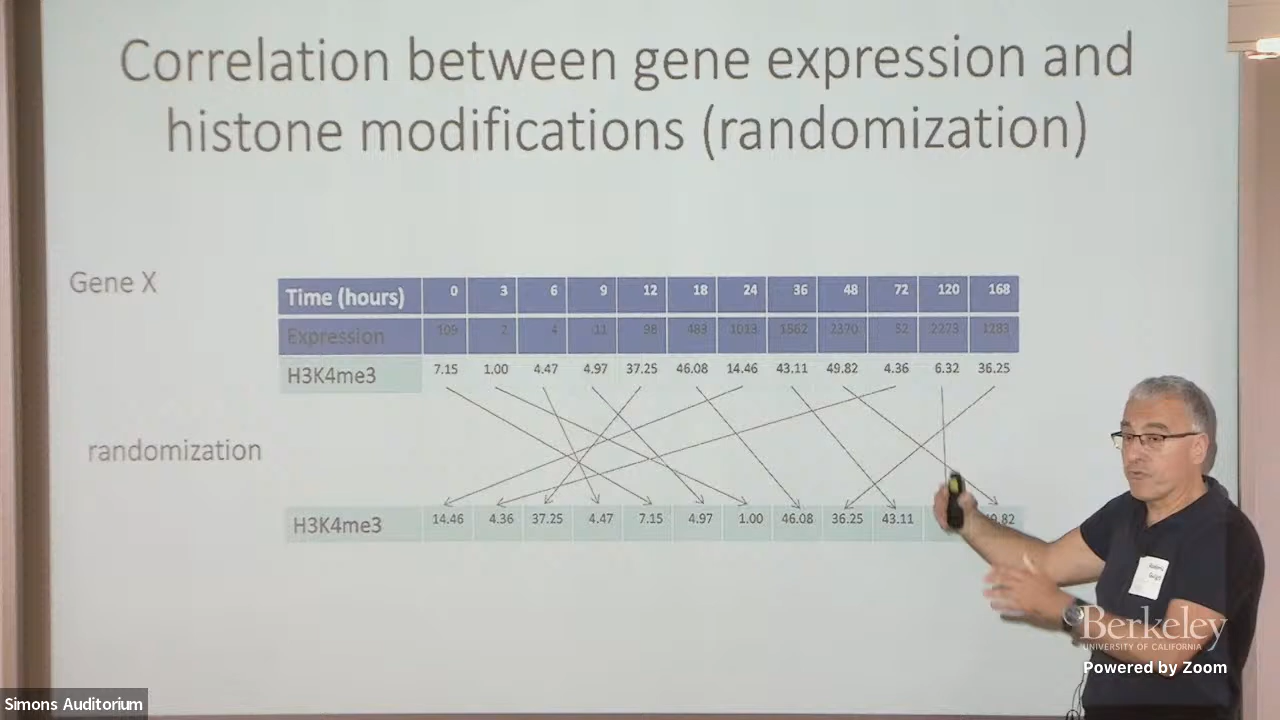 Correlation between gene expression and
histone modifications (randomization)
Gene X
Time (hours) 0 3 6 9 12 18 24 36 48 72 120 168
Expression 109 2 4 11 98 489 1013 1562 2370 52 2273 1283
H3K4me3 7.15 1.00 4.47 4.97 37.25 46.08 14.46 43.11 49.82 4.36 6.32 36.25
randomization
H3K4me3 14.46 4.36 37.25 4.47 7.15 4.97 1.00 46.08 36.25 43.11
Berkeley
UNIVERSITY OF CALIFORNIA
Powered by Zoom
Simons Auditorium